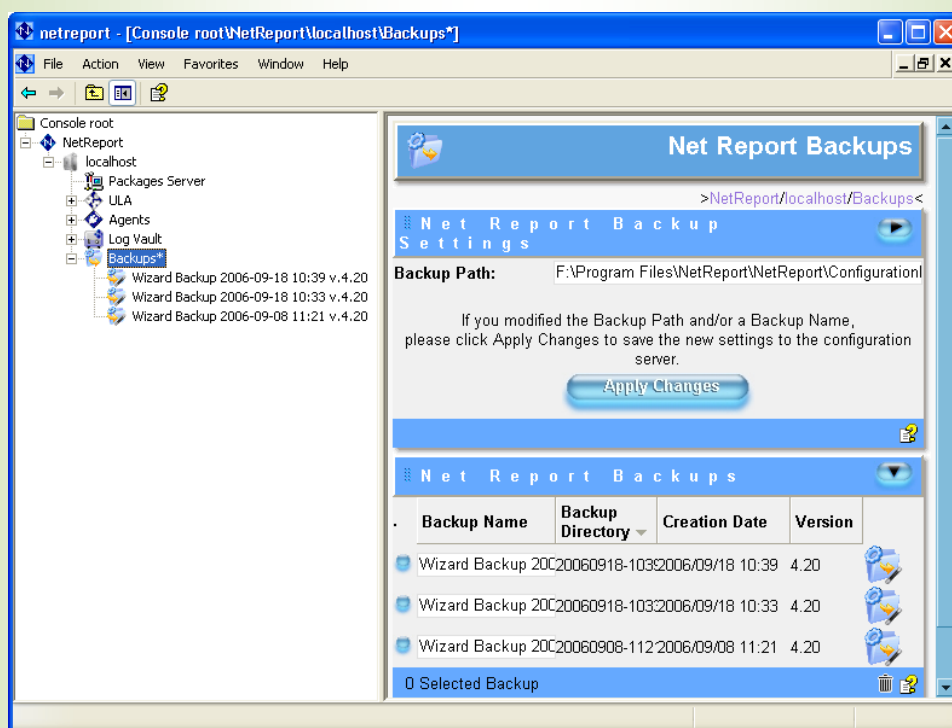 netreport - [Console root\NetReport\localhost\Backups*]
File Action View Favorites Window Help
Console root
NetReport
localhost
Packages Server
ULA
Agents
Log Vault
Backups*
Wizard Backup 2006-09-18 10:39 v.4.20
Wizard Backup 2006-09-18 10:33 v.4.20
Wizard Backup 2006-09-08 11:21 v.4.20
Net Report Backups
>NetReport/localhost/Backups<
Net Report Backup
Settings
Backup Path: F:\Program Files\NetReport\NetReport\Configuration
If you modified the Backup Path and/or a Backup Name,
please click Apply Changes to save the new settings to the configuration
server.
Apply Changes
Net Report Backups
. Backup Name Backup Directory Creation Date Version
Wizard Backup 200 20060918-1039 2006/09/18 10:39 4.20
Wizard Backup 200 20060918-1033 2006/09/18 10:33 4.20
Wizard Backup 200 20060908-112 2006/09/08 11:21 4.20
0 Selected Backup